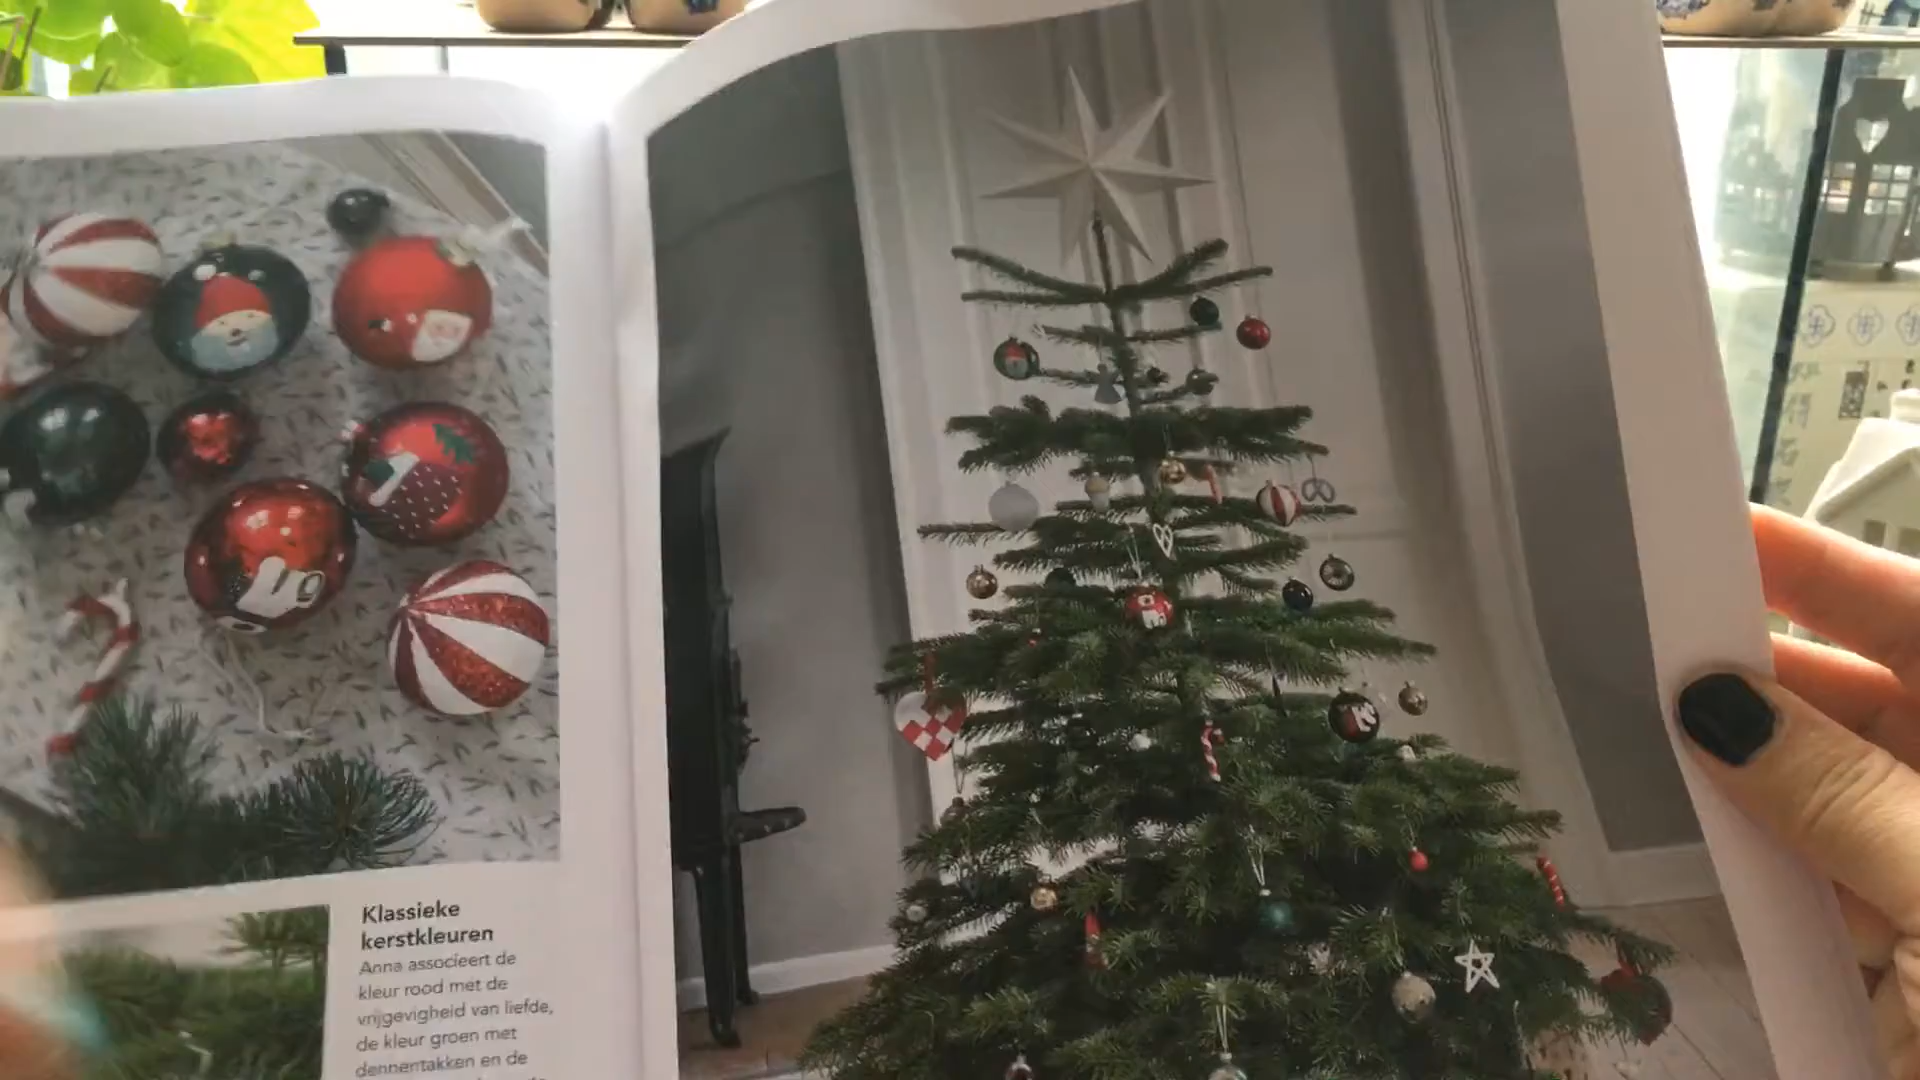 Klassieke
kerstkleuren
Anna associeert de
kleur rood met de
vrijgevigheid van liefde,
de kleur groen met
dennentakken en de